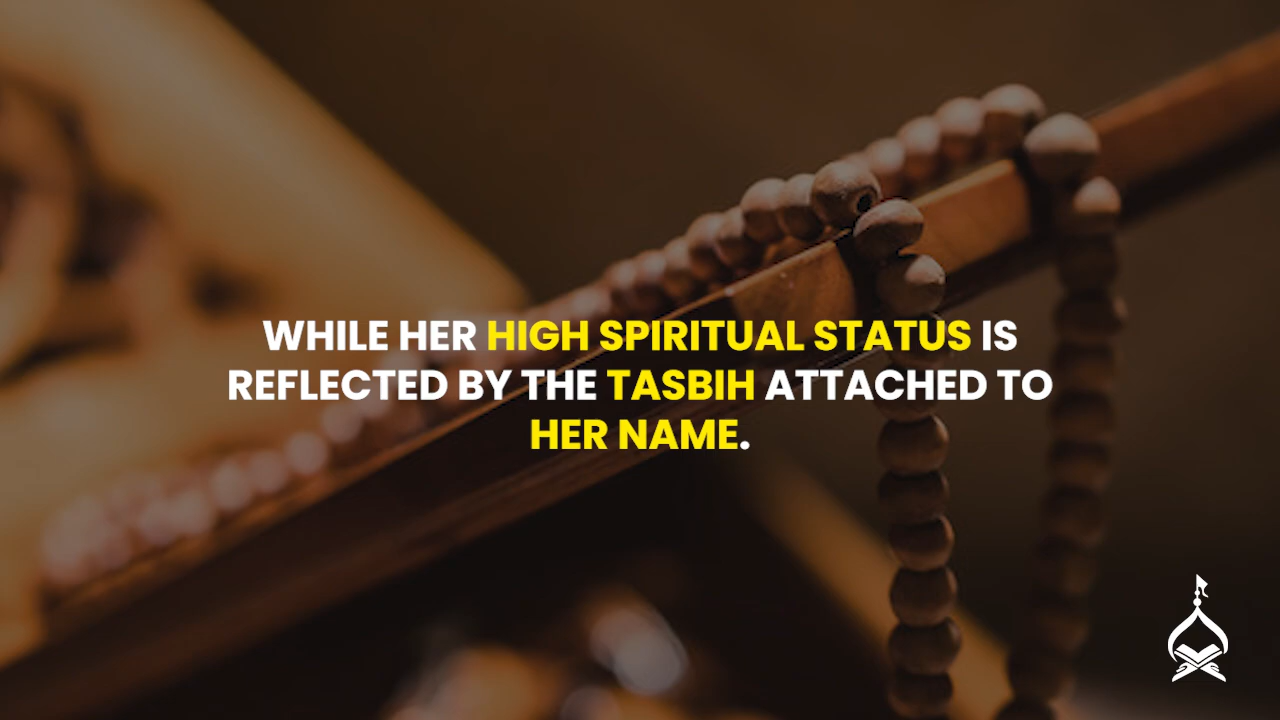 WHILE HER HIGH SPIRITUAL STATUS IS
REFLECTED BY THE TASBIH ATTACHED TO
HER NAME.